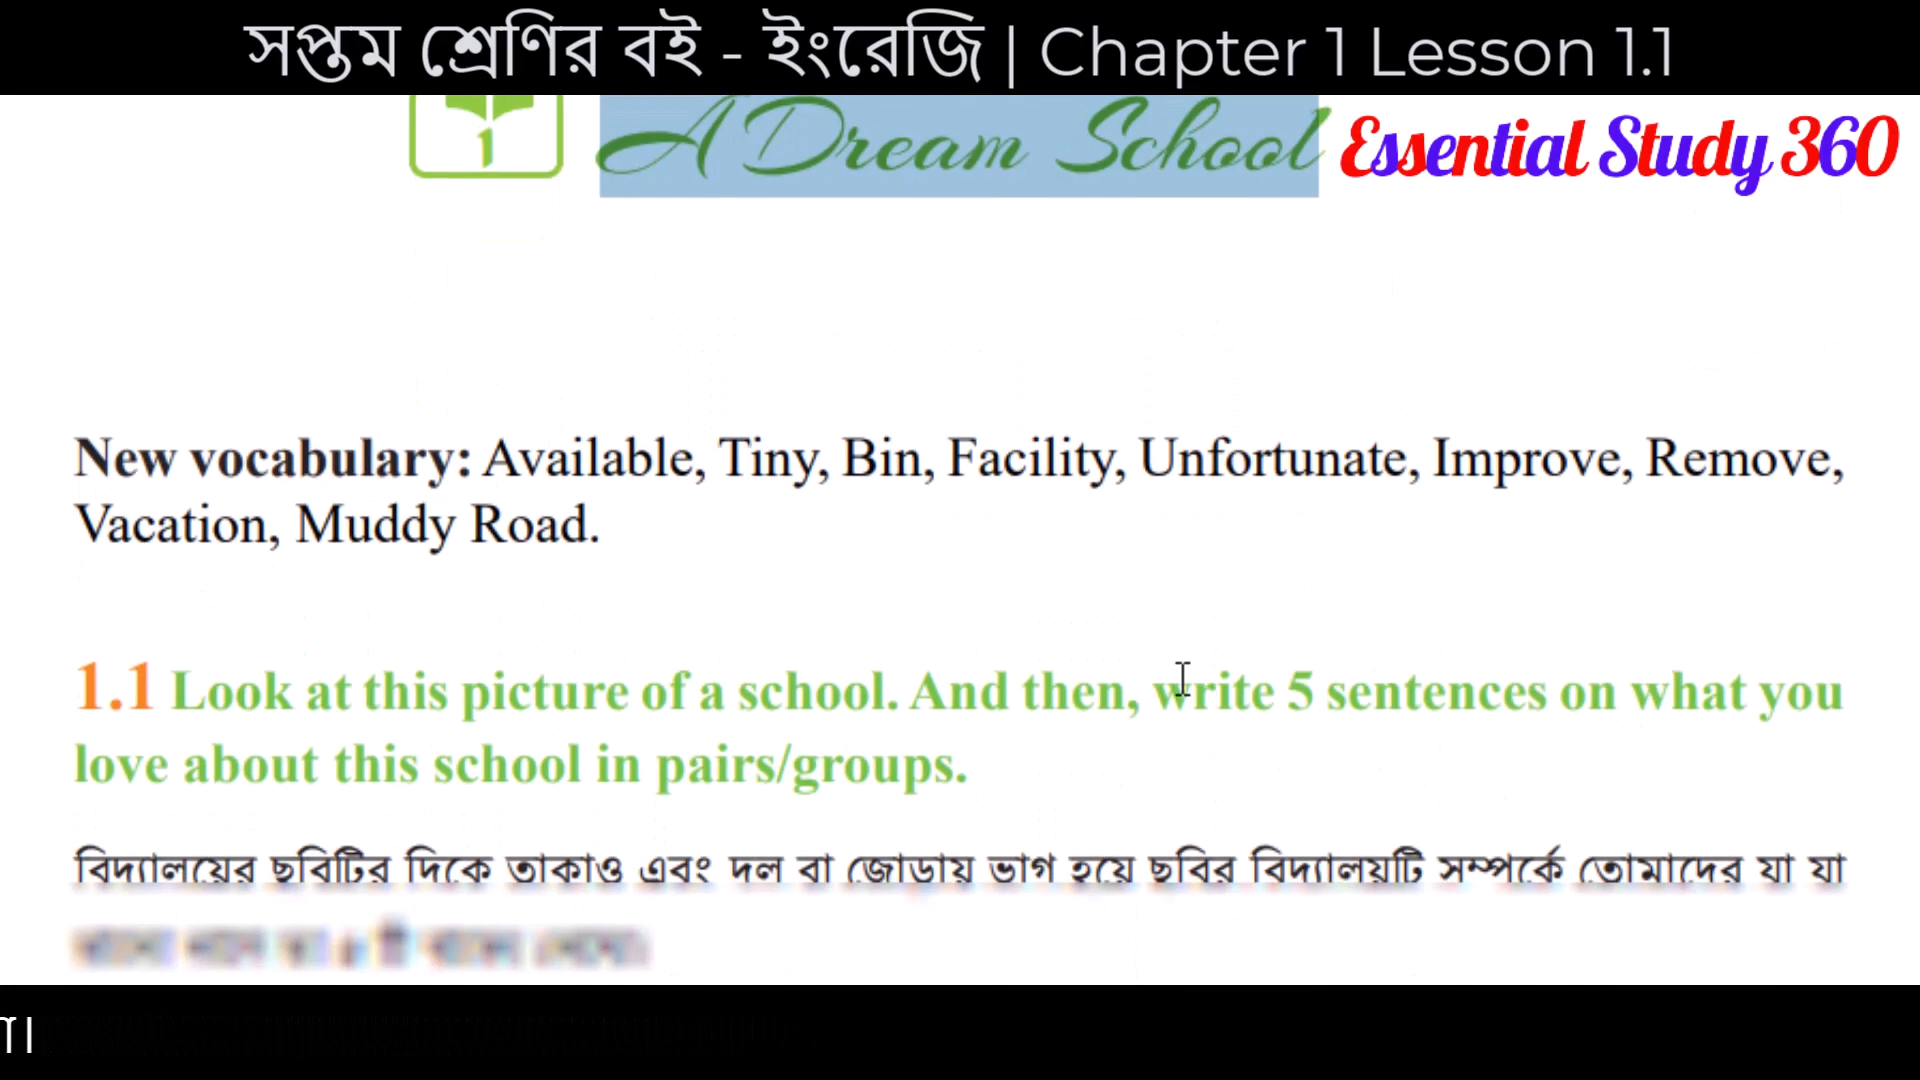 সপ্তম শ্রেণির বই - ইংরেজি | Chapter 1 Lesson 1.1
1
A Dream School
Essential Study 360
New vocabulary: Available, Tiny, Bin, Facility, Unfortunate, Improve, Remove,
Vacation, Muddy Road.
1.1 Look at this picture of a school. And then, write 5 sentences on what you
love about this school in pairs/groups.
বিদ্যালয়ের ছবিটির দিকে তাকাও এবং দল বা জোড়ায় ভাগ হয়ে ছবির বিদ্যালয়টি সম্পর্কে তোমাদের যা যা